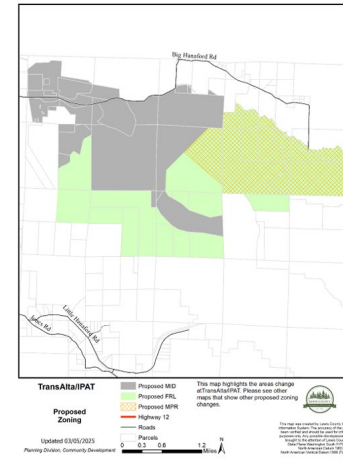 Big Hansford Rd
Little Hansford Rd
Jones Rd
TransAlta/IPAT
Proposed
Zoning
Updated 03/05/2025
Planning Division, Community Development
Proposed MID
Proposed FRL
Proposed MPR
Highway 12
Roads
Parcels
0 0.3 0.6 1.2
Miles
This map highlights the areas change
atTransAlta/IPAT. Please see other
maps that show other proposed zoning
changes.